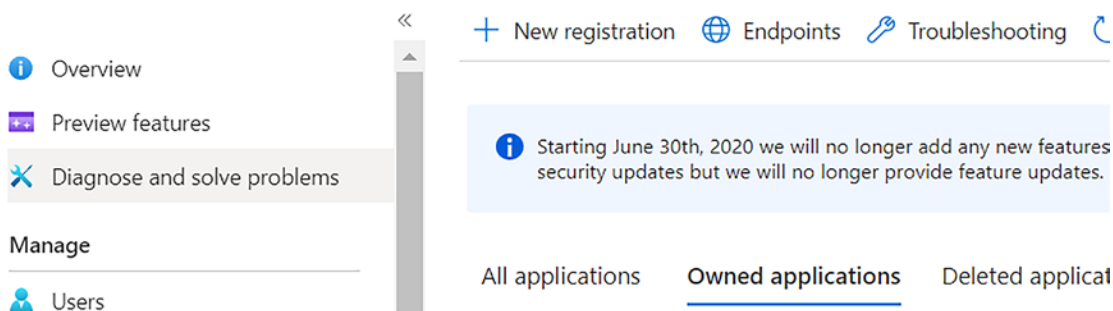 Overview
Preview features
Diagnose and solve problems
Manage
Users
New registration Endpoints Troubleshooting
Starting June 30th, 2020 we will no longer add any new features
security updates but we will no longer provide feature updates.
All applications Owned applications Deleted